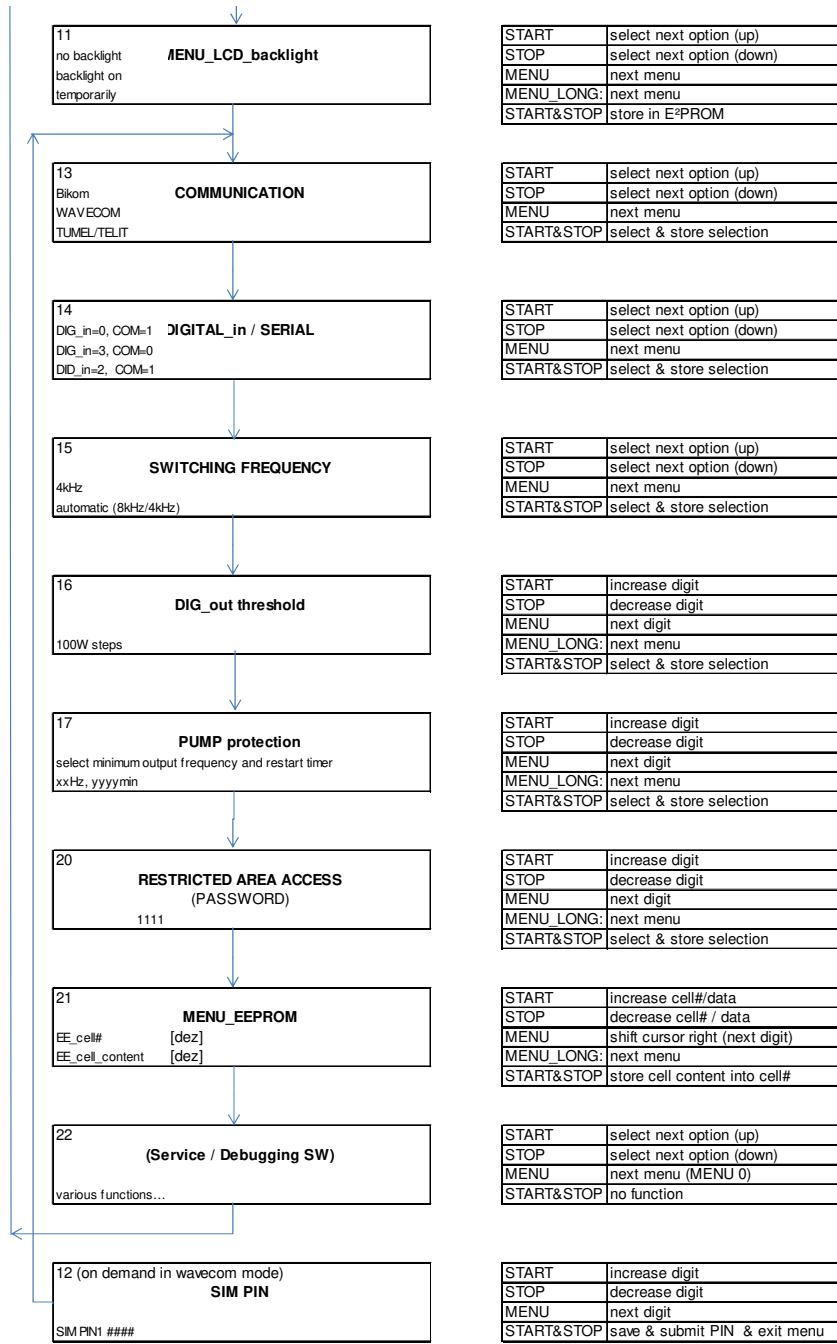 11
no backlight MENU_LCD_backlight
backlight on
temporarily
START select next option (up)
STOP select next option (down)
MENU next menu
MENU_LONG: next menu
START&STOP store in E²PROM
13
Bikom COMMUNICATION
WAVECOM
TUMEL/TELIT
START select next option (up)
STOP select next option (down)
MENU next menu
START&STOP select & store selection
14
DIG_in=0, COM=1 DIGITAL_in / SERIAL
DIG_in=3, COM=0
DID_in=2, COM=1
START select next option (up)
STOP select next option (down)
MENU next menu
START&STOP select & store selection
15
SWITCHING FREQUENCY
4kHz
automatic (8kHz/4kHz)
START select next option (up)
STOP select next option (down)
MENU next menu
START&STOP select & store selection
16
DIG_out threshold
100W steps
START increase digit
STOP decrease digit
MENU next digit
MENU_LONG: next menu
START&STOP select & store selection
17
PUMP protection
select minimum output frequency and restart timer
xxHz, yyyymin
START increase digit
STOP decrease digit
MENU next digit
MENU_LONG: next menu
START&STOP select & store selection
20
RESTRICTED AREA ACCESS
(PASSWORD)
1111
START increase digit
STOP decrease digit
MENU next digit
MENU_LONG: next menu
START&STOP select & store selection
21
MENU_EEPROM
EE_cell# [dez]
EE_cell_content [dez]
START increase cell#/data
STOP decrease cell# / data
MENU shift cursor right (next digit)
MENU_LONG: next menu
START&STOP store cell content into cell#
22
(Service / Debugging SW)
various functions…
START select next option (up)
STOP select next option (down)
MENU next menu (MENU 0)
START&STOP no function
12 (on demand in wavecom mode)
SIM PIN
SIM PIN1 ####
START increase digit
STOP decrease digit
MENU next digit
START&STOP save & submit PIN & exit menu